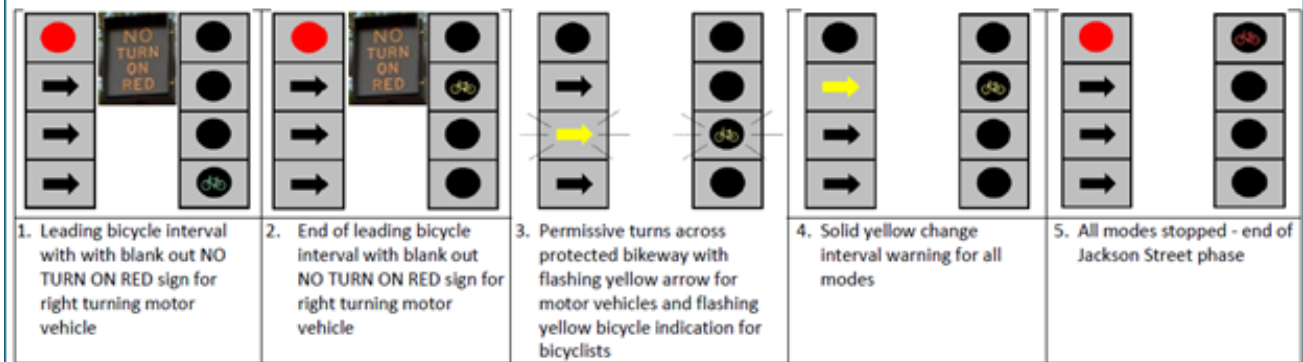 NO
TURN
ON
RED
NO
TURN
ON
RED
1. Leading bicycle interval
with with blank out NO
TURN ON RED sign for
right turning motor
vehicle
2. End of leading bicycle
interval with blank out
NO TURN ON RED sign for
right turning motor
vehicle
3. Permissive turns across
protected bikeway with
flashing yellow arrow for
motor vehicles and flashing
yellow bicycle indication for
bicyclists
4. Solid yellow change
interval warning for all
modes
5. All modes stopped - end of
Jackson Street phase